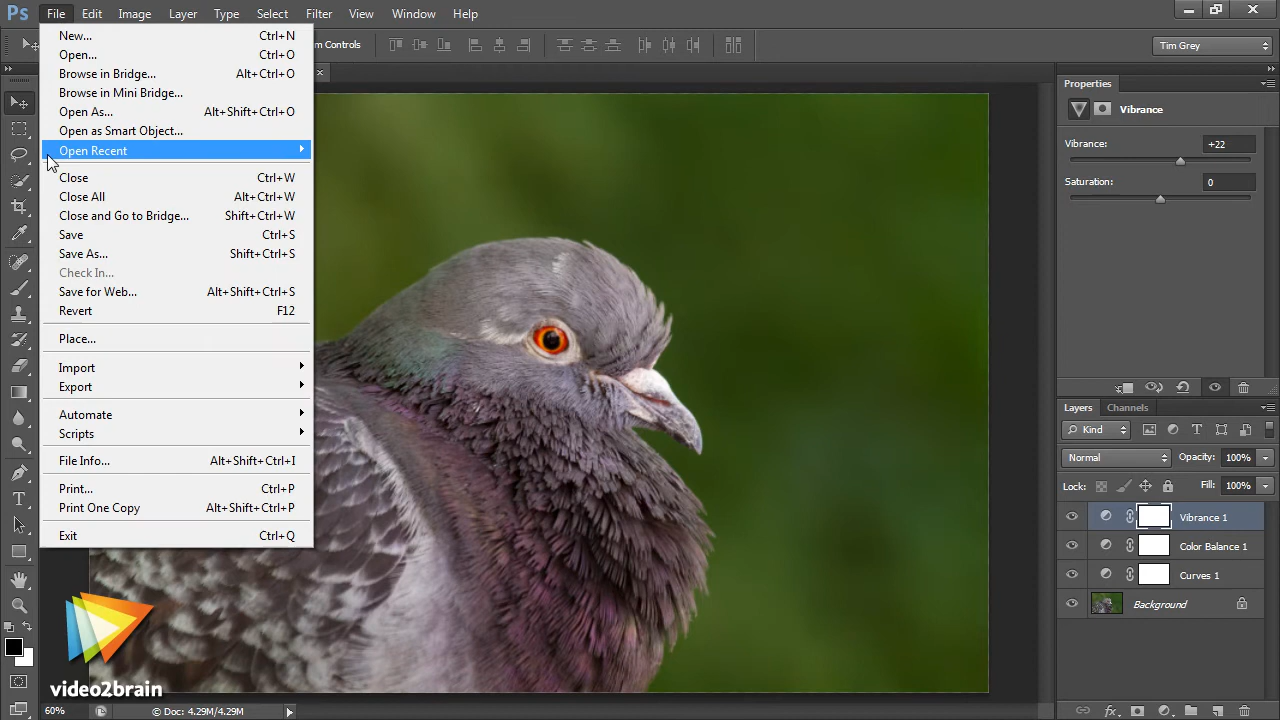 Ps File Edit Image Layer Type Select Filter View Window Help
m Controls
Tim Grey
New... Ctrl+N
Open... Ctrl+O
Browse in Bridge... Alt+Ctrl+O
Browse in Mini Bridge...
Open As... Alt+Shift+Ctrl+O
Open as Smart Object...
Open Recent
Close Ctrl+W
Close All Alt+Ctrl+W
Close and Go to Bridge... Shift+Ctrl+W
Save Ctrl+S
Save As... Shift+Ctrl+S
Check In...
Save for Web... Alt+Shift+Ctrl+S
Revert F12
Place...
Import
Export
Automate
Scripts
File Info... Alt+Shift+Ctrl+I
Print... Ctrl+P
Print One Copy Alt+Shift+Ctrl+P
Exit Ctrl+Q
Properties
Vibrance
Vibrance: +22
Saturation: 0
Layers Channels
Kind
Normal Opacity: 100%
Lock: Fill: 100%
Vibrance 1
Color Balance 1
Curves 1
Background
video2brain
60% Doc: 4.29M/4.29M